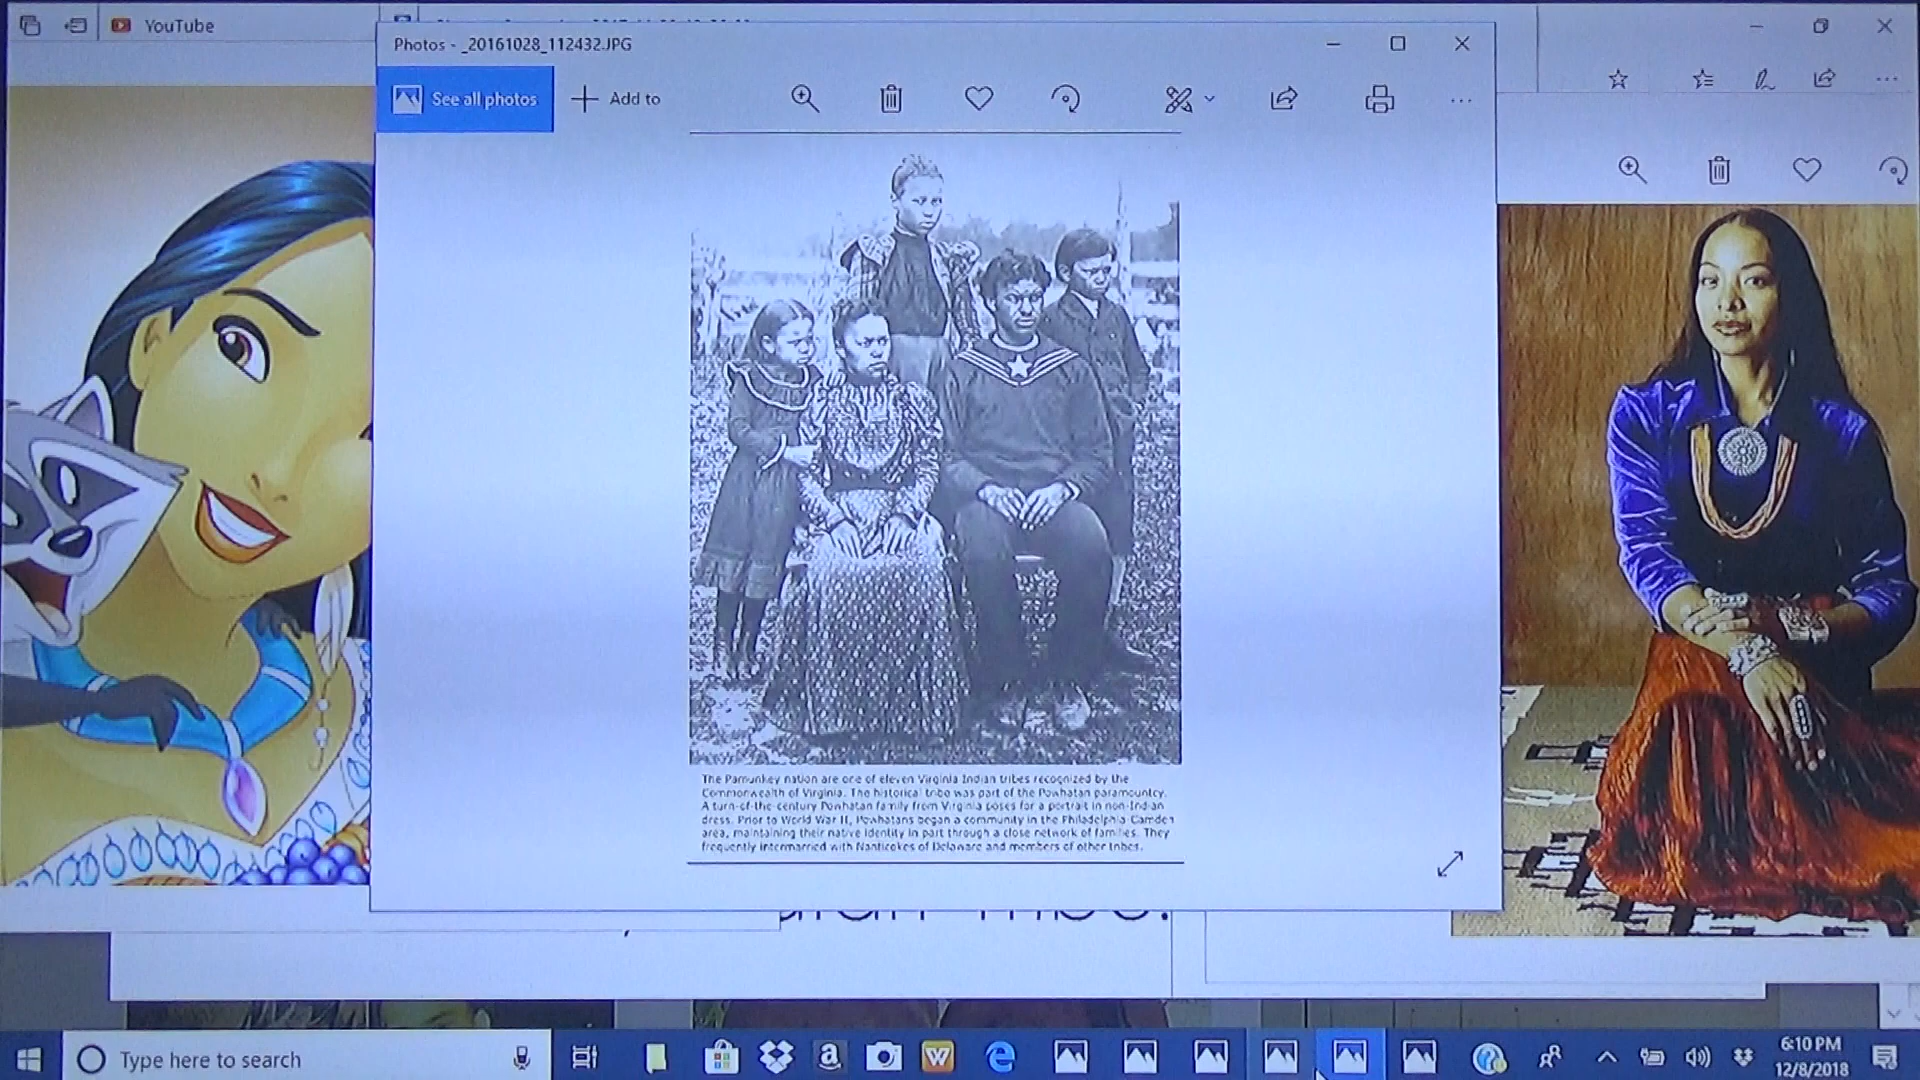 YouTube
Photos - _20161028_112432.JPG
See all photos
Add to
The Pamunkey nation are one of eleven Virginia Indian tribes recognized by the
Commonwealth of Virginia. The historical tribe was part of the Powhatan paramountcy.
A turn-of-the-century Powhatan family from Virginia poses for a portrait in non-Indian
dress. Prior to World War II, Powhatans began a community in the Philadelphia-Camden
area, maintaining their native identity in part through a close network of families. They
frequently intermarried with Nanticokes of Delaware and members of other tribes.
Type here to search
6:10 PM
12/8/2018